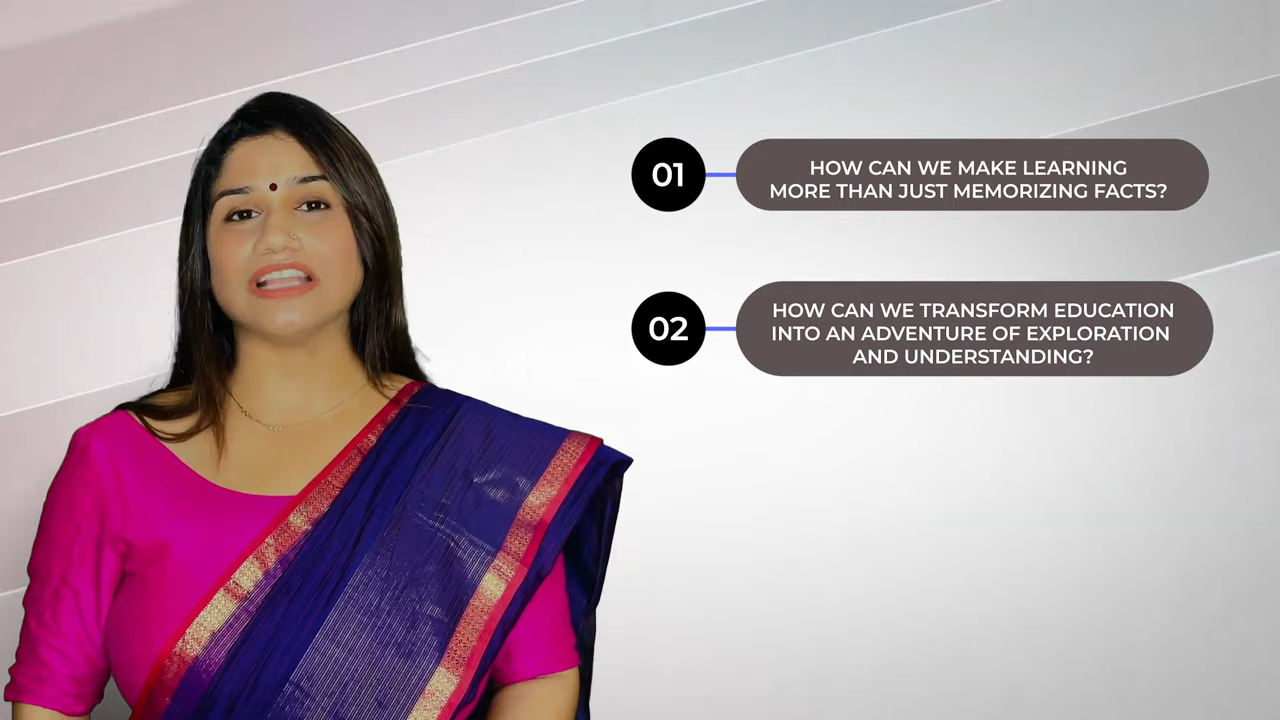 01
HOW CAN WE MAKE LEARNING
MORE THAN JUST MEMORIZING FACTS?
02
HOW CAN WE TRANSFORM EDUCATION
INTO AN ADVENTURE OF EXPLORATION
AND UNDERSTANDING?